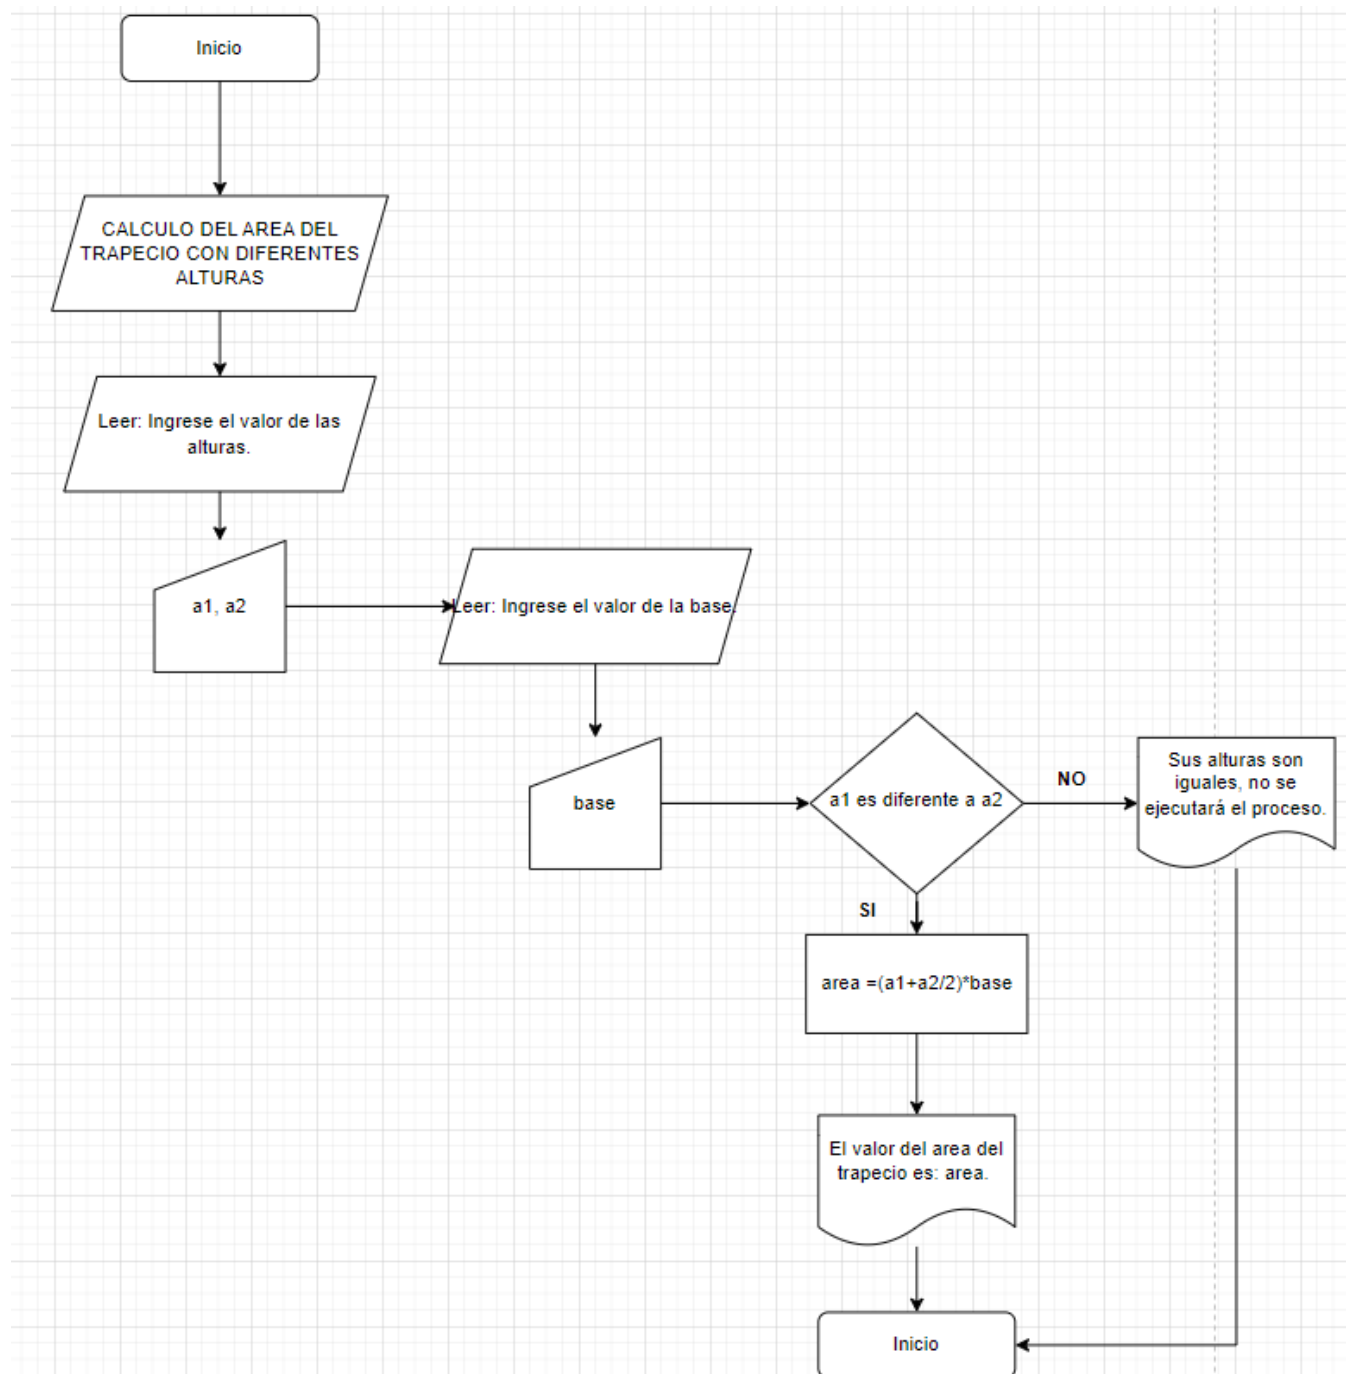 Inicio
CALCULO DEL AREA DEL
TRAPECIO CON DIFERENTES
ALTURAS
Leer: Ingrese el valor de las
alturas.
a1, a2
Leer: Ingrese el valor de la base.
base
a1 es diferente a a2
NO
Sus alturas son
iguales, no se
ejecutará el proceso.
SI
area =(a1+a2/2)*base
El valor del area del
trapecio es: area.
Inicio